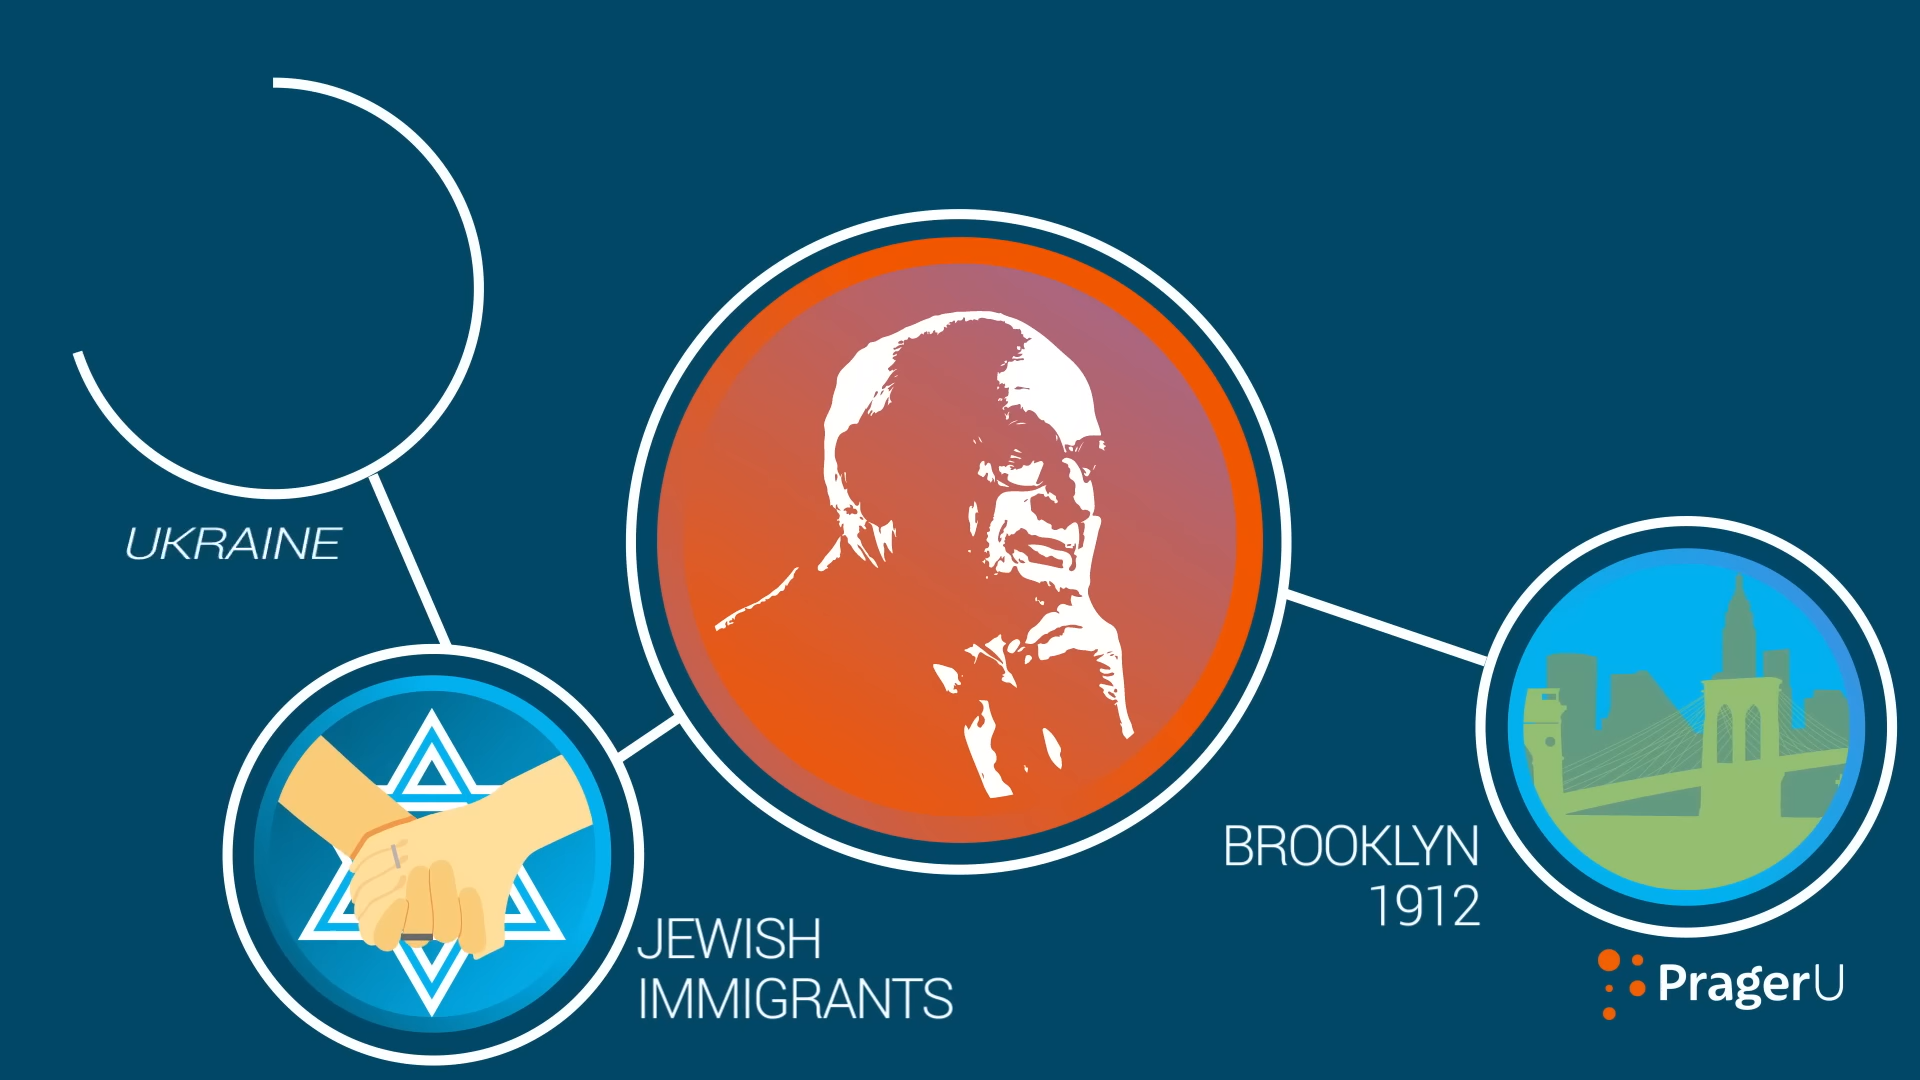 UKRAINE
JEWISH
IMMIGRANTS
BROOKLYN
1912
PragerU